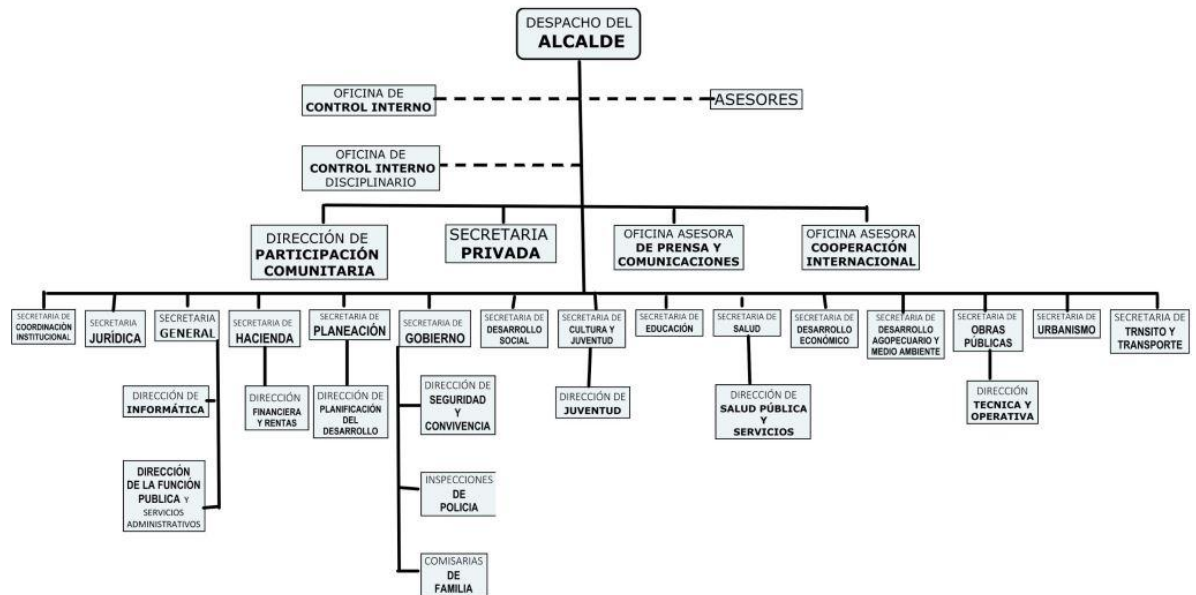 DESPACHO DEL
ALCALDE
OFICINA DE
CONTROL INTERNO
ASESORES
OFICINA DE
CONTROL INTERNO
DISCIPLINARIO
DIRECCIÓN DE
PARTICIPACIÓN
COMUNITARIA
SECRETARIA
PRIVADA
OFICINA ASESORA
DE PRENSA Y
COMUNICACIONES
OFICINA ASESORA
COOPERACIÓN
INTERNACIONAL
SECRETARIA DE
COORDINACIÓN
INSTITUCIONAL
SECRETARIA
JURÍDICA
SECRETARIA
GENERAL
SECRETARIA DE
HACIENDA
SECRETARIA DE
PLANEACIÓN
SECRETARIA DE
GOBIERNO
SECRETARIA DE
DESARROLLO
SOCIAL
SECRETARIA DE
CULTURA Y
JUVENTUD
SECRETARIA DE
EDUCACIÓN
SECRETARIA DE
SALUD
SECRETARIA DE
DESARROLLO
ECONÓMICO
SECRETARIA DE
DESARROLLO
AGOPECUARIO Y
MEDIO AMBIENTE
SECRETARIA DE
OBRAS
PÚBLICAS
SECRETARIA DE
URBANISMO
SECRETARIA DE
TRNSITO Y
TRANSPORTE
DIRECCIÓN DE
INFORMÁTICA
DIRECCIÓN
FINANCIERA
Y RENTAS
DIRECCIÓN DE
PLANIFICACIÓN
DEL
DESARROLLO
DIRECCIÓN DE
SEGURIDAD
Y
CONVIVENCIA
DIRECCIÓN DE
JUVENTUD
DIRECCIÓN DE
SALUD PÚBLICA
Y
SERVICIOS
DIRECCIÓN
TECNICA Y
OPERATIVA
DIRECCIÓN
DE LA FUNCIÓN
PUBLICA Y
SERVICIOS
ADMINISTRATIVOS
INSPECCIONES
DE
POLICIA
COMISARIAS
DE
FAMILIA